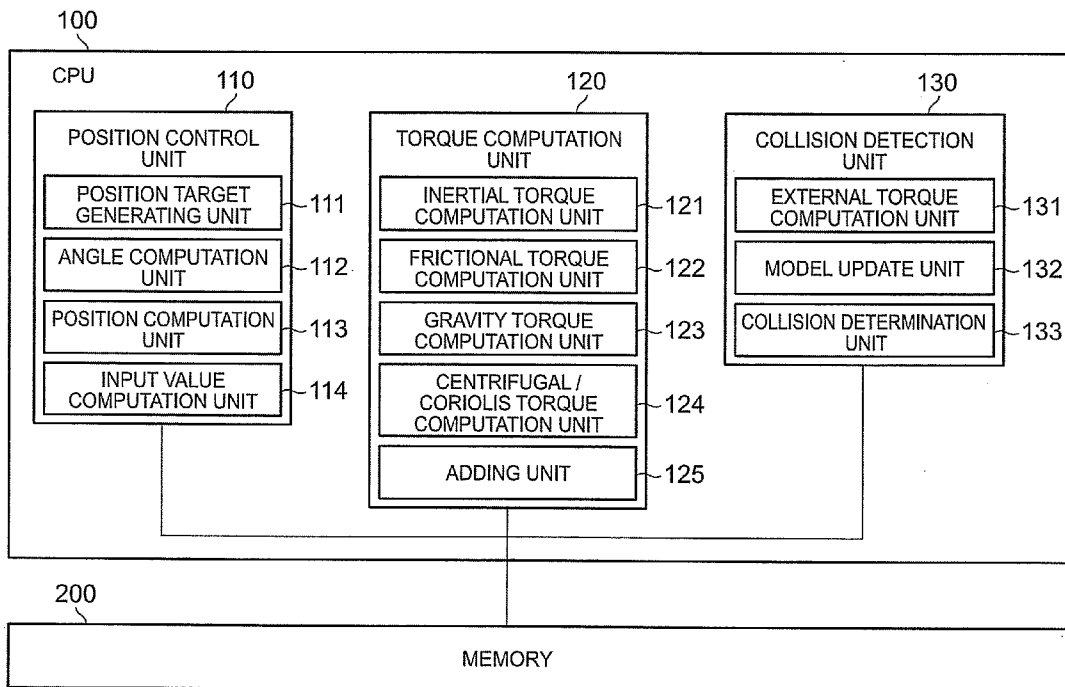 100
CPU
110
POSITION CONTROL
UNIT
POSITION TARGET
GENERATING UNIT
111
ANGLE COMPUTATION
UNIT
112
POSITION COMPUTATION
UNIT
113
INPUT VALUE
COMPUTATION UNIT
114
120
TORQUE COMPUTATION
UNIT
INERTIAL TORQUE
COMPUTATION UNIT
121
FRICTIONAL TORQUE
COMPUTATION UNIT
122
GRAVITY TORQUE
COMPUTATION UNIT
123
CENTRIFUGAL /
CORIOLIS TORQUE
COMPUTATION UNIT
124
ADDING UNIT
125
130
COLLISION DETECTION
UNIT
EXTERNAL TORQUE
COMPUTATION UNIT
131
MODEL UPDATE UNIT
132
COLLISION DETERMINATION
UNIT
133
200
MEMORY